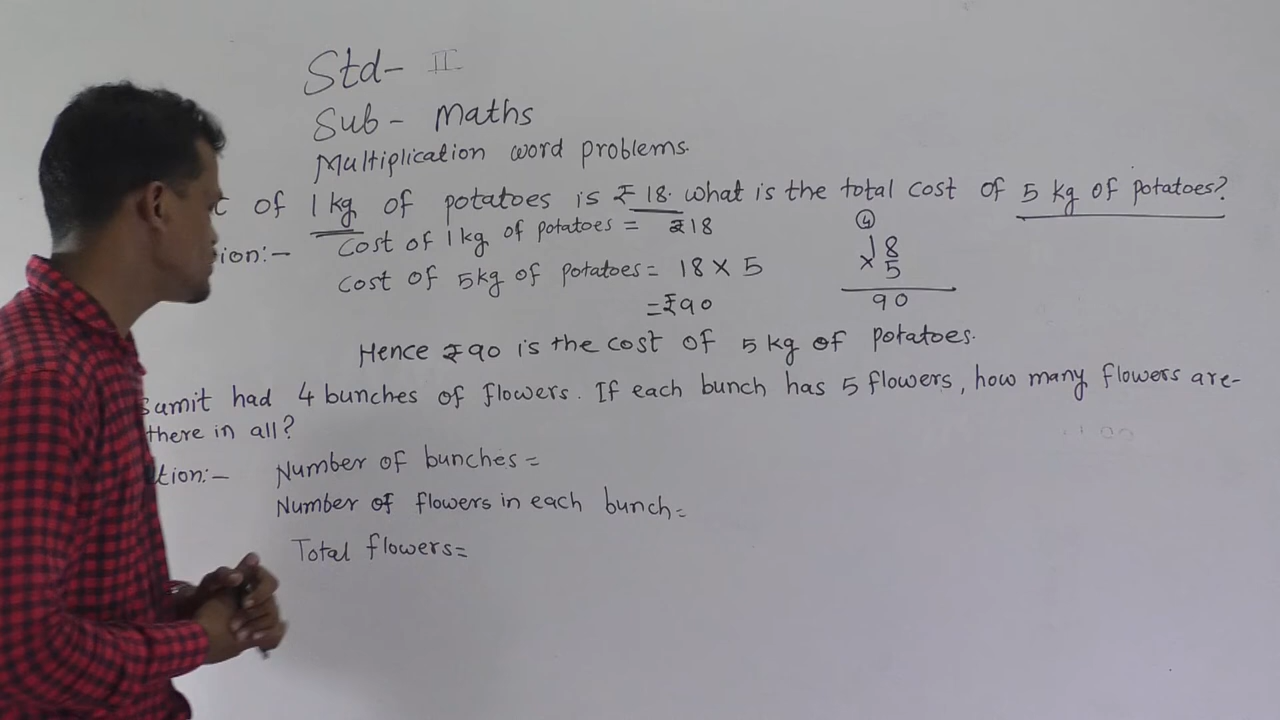 Std- II
Sub- Maths
Multiplication word problems.
of 1 kg of potatoes is ₹ 18. what is the total cost of 5 kg of potatoes?
ion:- cost of 1 kg of potatoes = ₹18
cost of 5kg of potatoes = 18 × 5
= ₹90
4
18
× 5
90
Hence ₹90 is the cost of 5 kg of potatoes.
Sumit had 4 bunches of flowers. If each bunch has 5 flowers, how many flowers are-
there in all?
tion:- Number of bunches =
Number of flowers in each bunch =
Total flowers =